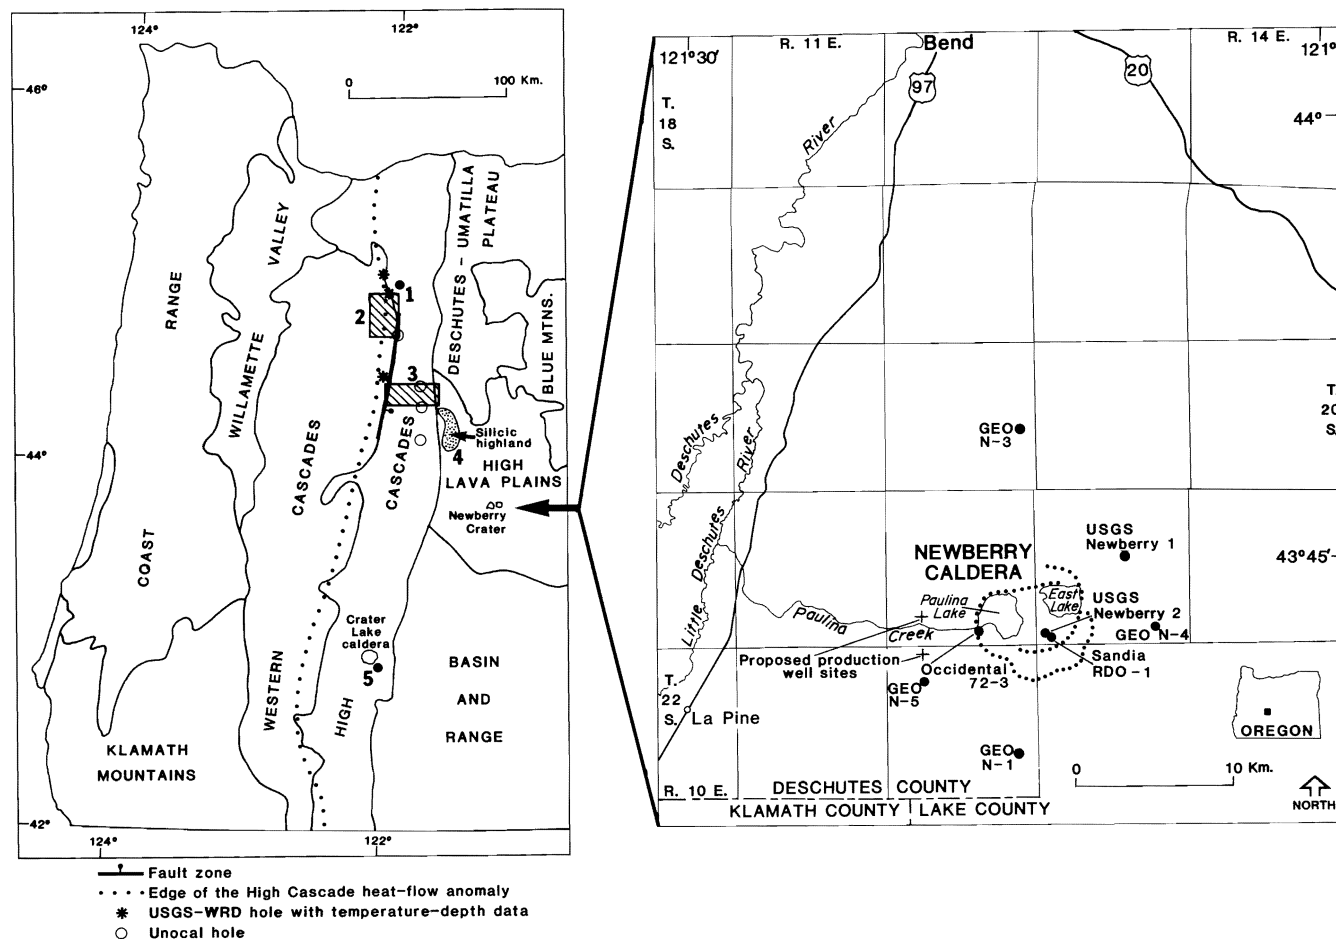 124°
122°
46°
0
100 Km.
RANGE
VALLEY
WILLAMETTE
DESCHUTES - UMATILLA
PLATEAU
BLUE MTNS.
1
2
3
Silicic
highland
4
HIGH
LAVA PLAINS
Newberry
Crater
44°
CASCADES
CASCADES
COAST
WESTERN
HIGH
Crater
Lake
caldera
5
BASIN
AND
RANGE
KLAMATH
MOUNTAINS
42°
124°
122°
Fault zone
Edge of the High Cascade heat-flow anomaly
USGS-WRD hole with temperature-depth data
Unocal hole
121°30′
R. 11 E.
Bend
R. 14 E.
121°
97
20
T.
18
S.
44°
River
T.
20
S.
GEO
N-3
Deschutes
River
Little Deschutes
USGS
Newberry 1
43°45′
NEWBERRY
CALDERA
Paulina
Lake
East
Lake
USGS
Newberry 2
GEO N-4
Paulina
Creek
Proposed production
well sites
Occidental
72-3
Sandia
RDO-1
GEO
N-5
T.
22
S.
La Pine
GEO
N-1
OREGON
0
10 Km.
NORTH
R. 10 E.
DESCHUTES COUNTY
KLAMATH COUNTY
LAKE COUNTY